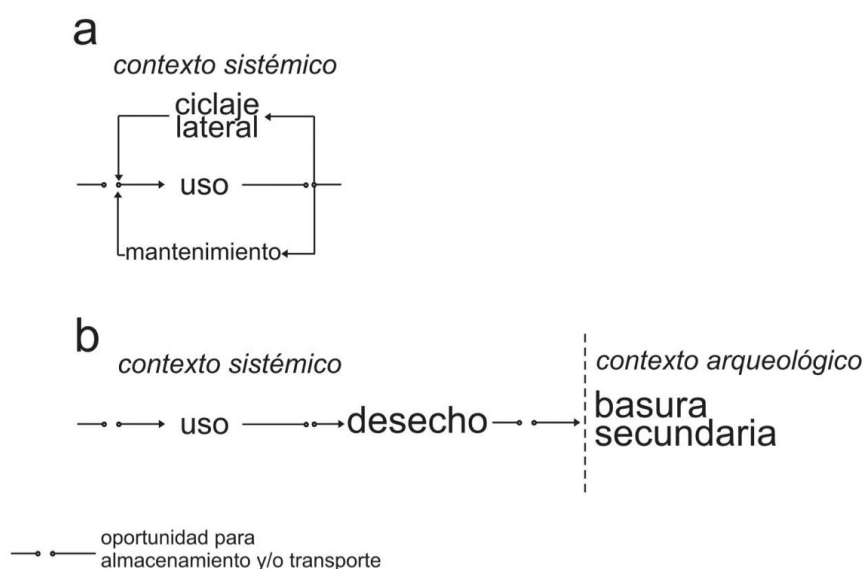 a
contexto sistémico
ciclaje
lateral
uso
mantenimiento
b
contexto sistémico
contexto arqueológico
uso
desecho
basura
secundaria
oportunidad para
almacenamiento y/o transporte